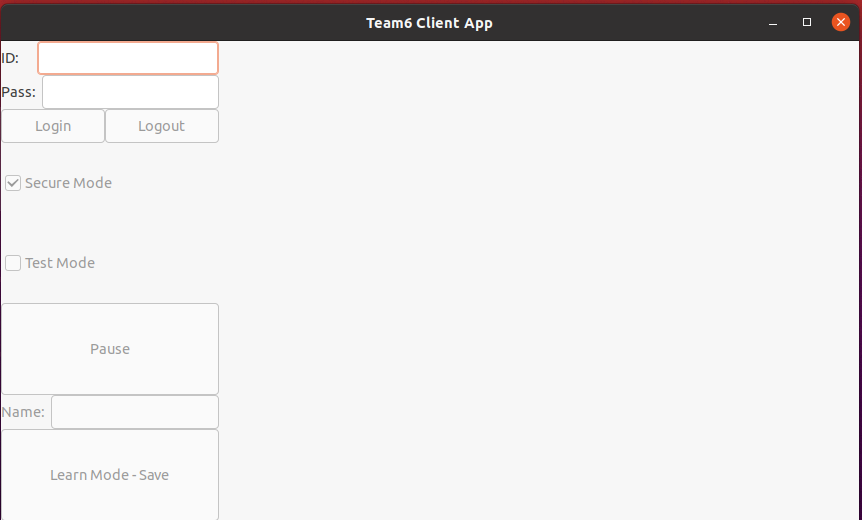 Team6 Client App
ID:
Pass:
Login Logout
Secure Mode
Test Mode
Pause
Name:
Learn Mode - Save